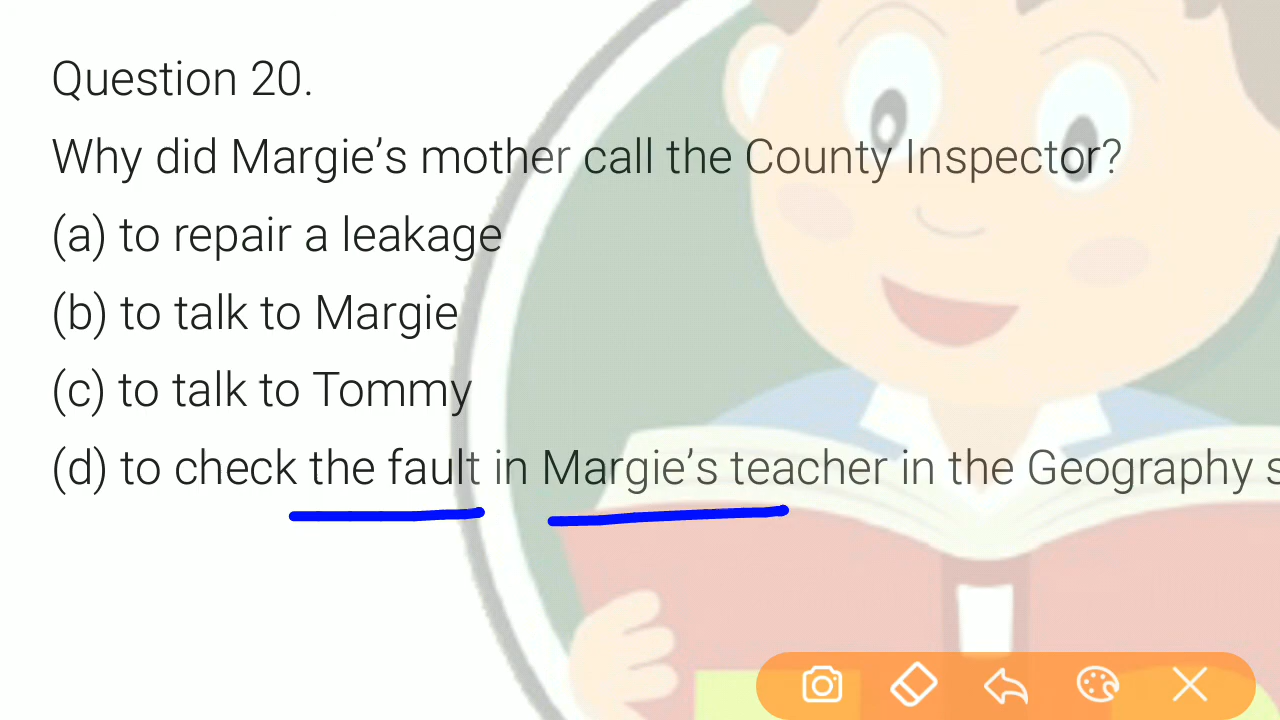 Question 20.
Why did Margie’s mother call the County Inspector?
(a) to repair a leakage
(b) to talk to Margie
(c) to talk to Tommy
(d) to check the fault in Margie’s teacher in the Geography